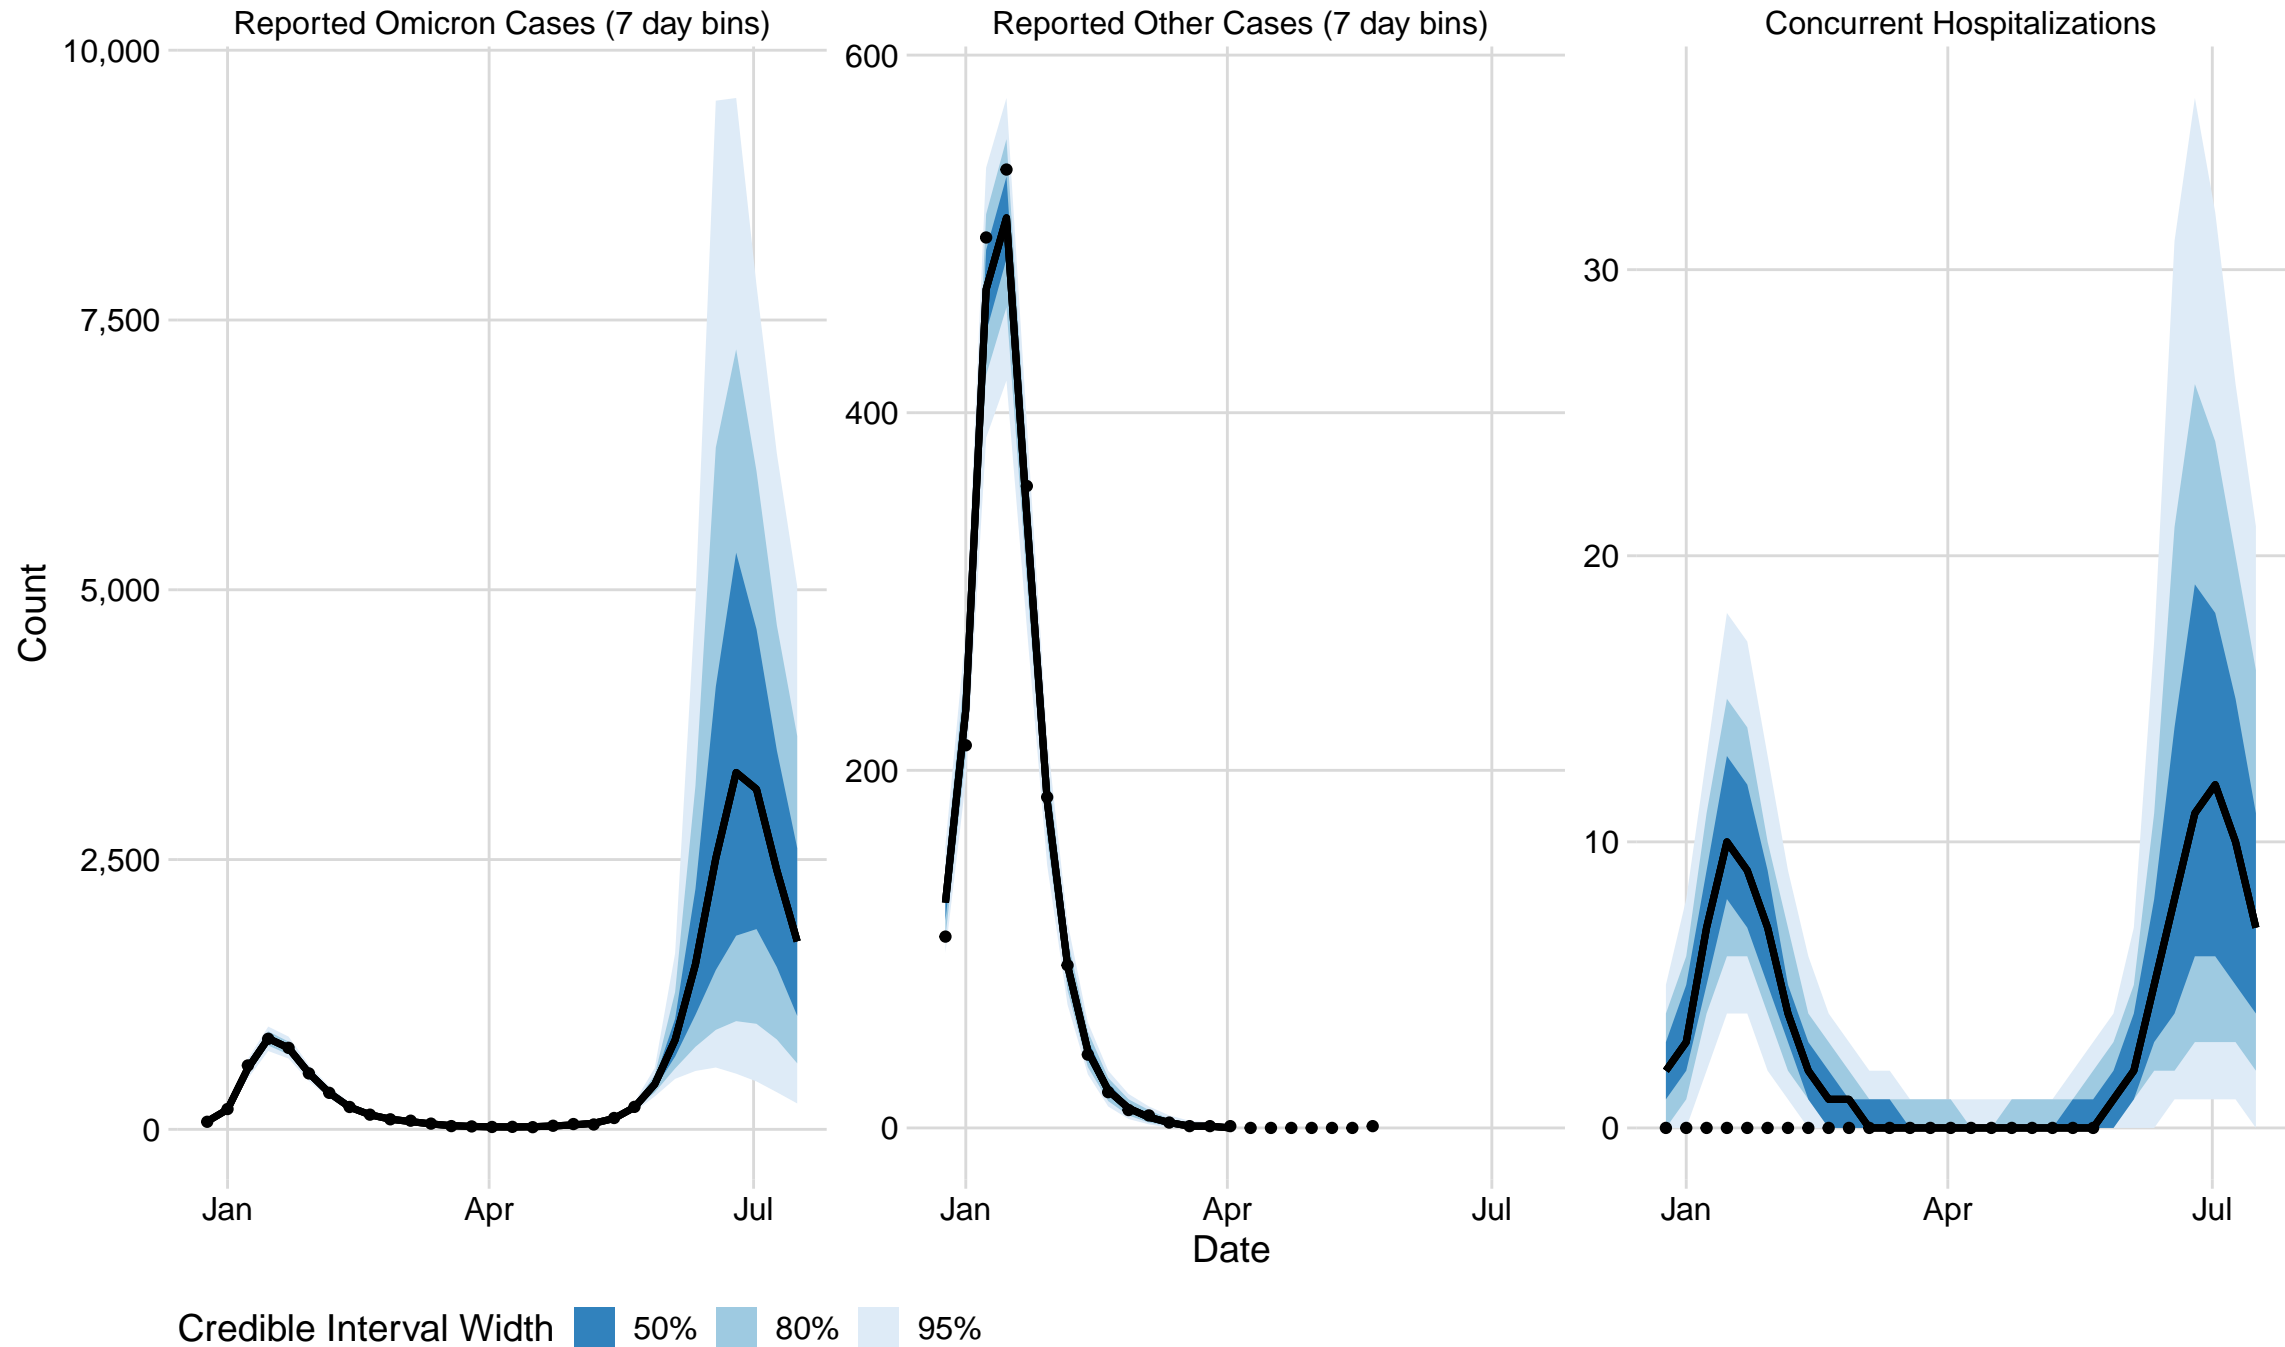 Reported Omicron Cases (7 day bins)
Reported Other Cases (7 day bins)
Concurrent Hospitalizations
Count
10,000
7,500
5,000
2,500
0
600
400
200
0
30
20
10
0
Jan Apr Jul
Jan Apr Jul
Jan Apr Jul
Date
Credible Interval Width 50% 80% 95%